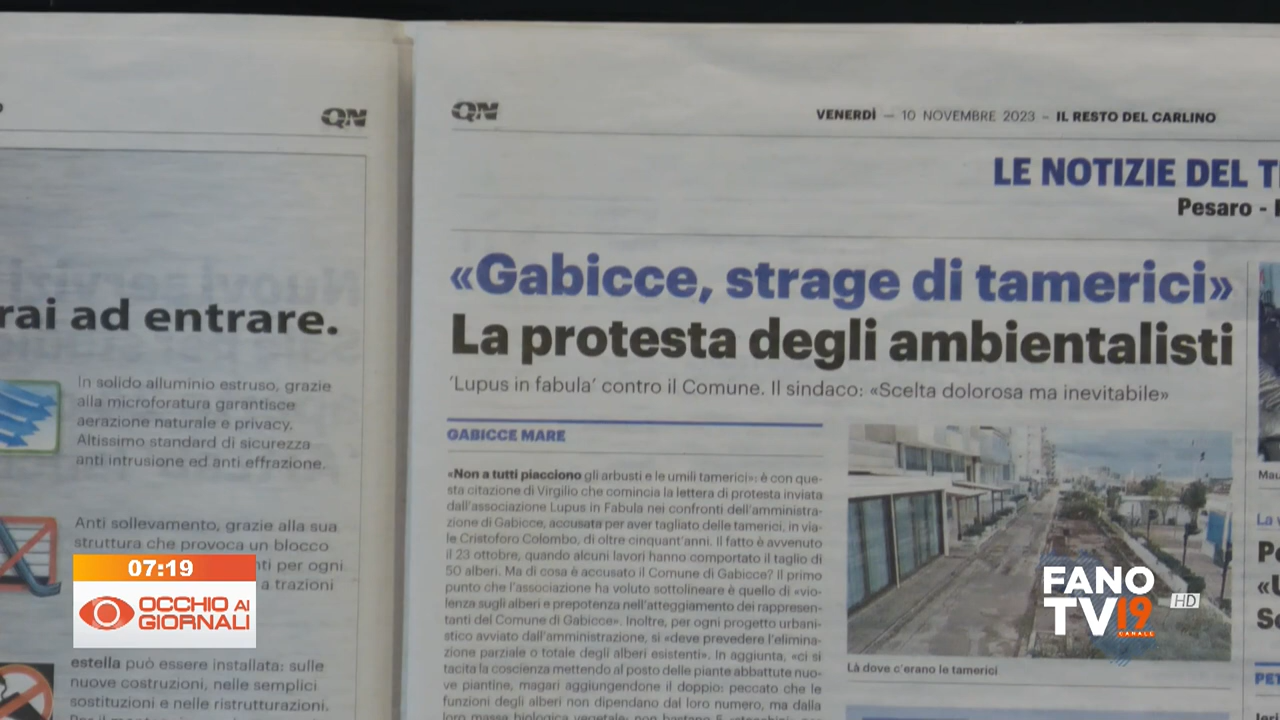 QN
rai ad entrare.
In solido alluminio estruso, grazie
alla microforatura garantisce
aerazione naturale e privacy.
Altissimo standard di sicurezza
anti intrusione ed anti effrazione.
Anti sollevamento, grazie alla sua
struttura che provoca un blocco
nti per ogni
a trazioni
estella può essere installata: sulle
nuove costruzioni, nelle semplici
sostituzioni e nelle ristrutturazioni.
QN
VENERDÌ — 10 NOVEMBRE 2023 – IL RESTO DEL CARLINO
LE NOTIZIE DEL
Pesaro -
«Gabicce, strage di tamerici»
La protesta degli ambientalisti
'Lupus in fabula' contro il Comune. Il sindaco: «Scelta dolorosa ma inevitabile»
GABICCE MARE
«Non a tutti piacciono gli arbusti e le umili tamerici»: è con que-
sta citazione di Virgilio che comincia la lettera di protesta inviata
dall'associazione Lupus in Fabula nei confronti dell'amministra-
zione di Gabicce, accusata per aver tagliato delle tamerici, in via-
le Cristoforo Colombo, di oltre cinquant'anni. Il fatto è avvenuto
il 23 ottobre, quando alcuni lavori hanno comportato il taglio di
50 alberi. Ma di cosa è accusato il Comune di Gabicce? Il primo
punto che l'associazione ha voluto sottolineare è quello di «vio-
lenza sugli alberi e prepotenza nell'atteggiamento dei rappresen-
tanti del Comune di Gabicce». Inoltre, per ogni progetto urbani-
stico avviato dall'amministrazione, si «deve prevedere l'elimina-
zione parziale o totale degli alberi esistenti». In aggiunta, «ci si
tacita la coscienza mettendo al posto delle piante abbattute nuo-
ve piantine, magari aggiungendone il doppio: peccato che le
funzioni degli alberi non dipendano dal loro numero, ma dalla
loro massa biologica vegetale: non bastano 5
Là dove c'erano le tamerici
07:19
OCCHIO AI
GIORNALI
FANO
TV19
CANALE
HD